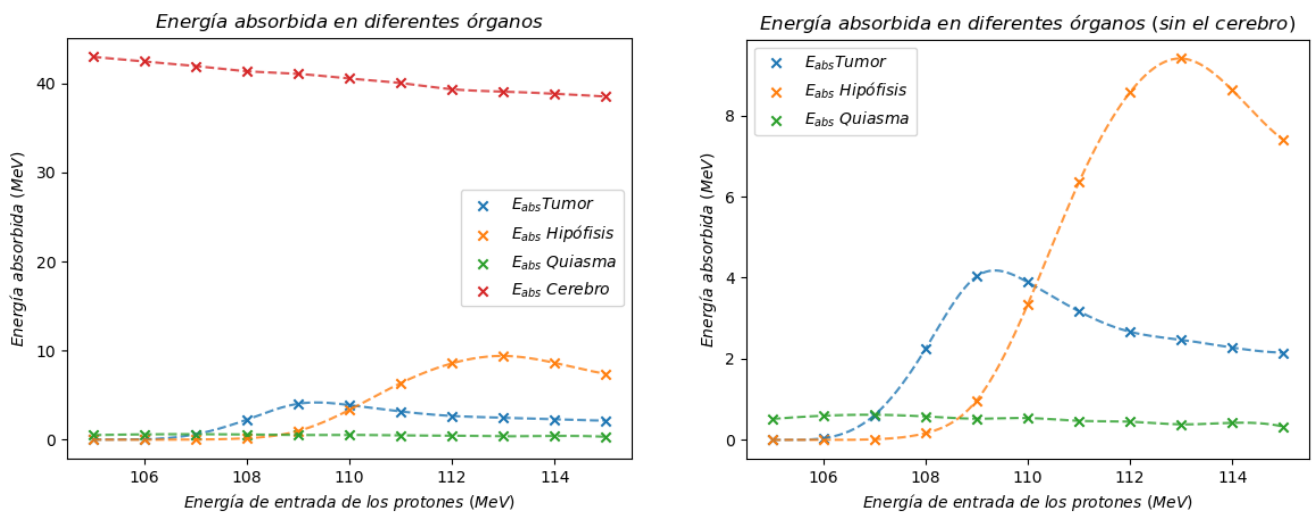 Energía absorbida en diferentes órganos
Energía absorbida (MeV)
40
30
20
10
0
E_abs Tumor
E_abs Hipófisis
E_abs Quiasma
E_abs Cerebro
106 108 110 112 114
Energía de entrada de los protones (MeV)
Energía absorbida en diferentes órganos (sin el cerebro)
Energía absorbida (MeV)
8
6
4
2
0
E_abs Tumor
E_abs Hipófisis
E_abs Quiasma
106 108 110 112 114
Energía de entrada de los protones (MeV)